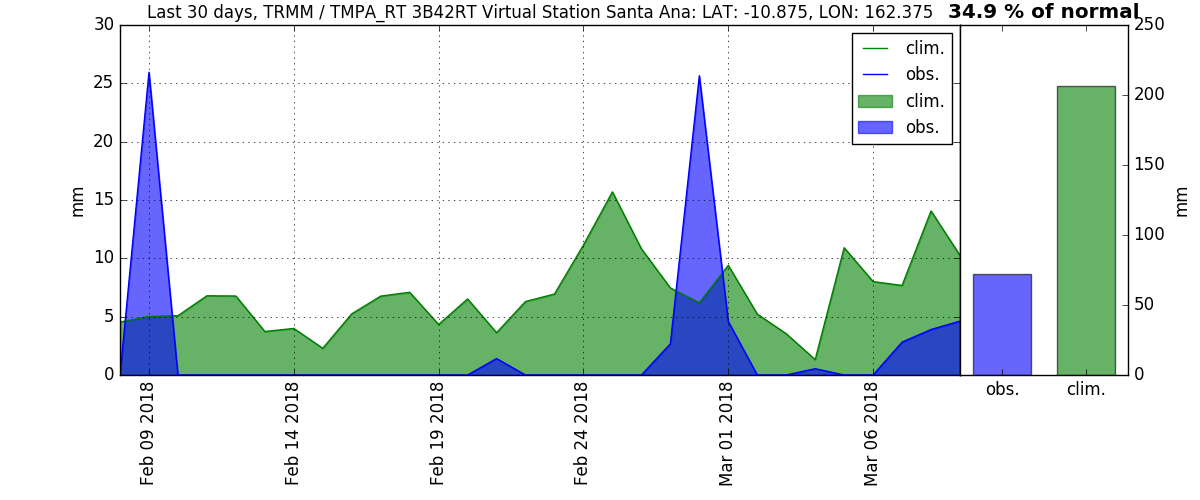 Last 30 days, TRMM / TMPA_RT 3B42RT Virtual Station Santa Ana: LAT: -10.875, LON: 162.375
34.9 % of normal
30
25
20
15
10
5
0
mm
clim.
obs.
clim.
obs.
Feb 09 2018
Feb 14 2018
Feb 19 2018
Feb 24 2018
Mar 01 2018
Mar 06 2018
250
200
150
100
50
0
mm
obs.
clim.